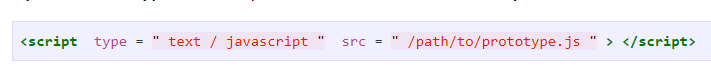 <script type = " text / javascript " src = " /path/to/prototype.js " > </script>